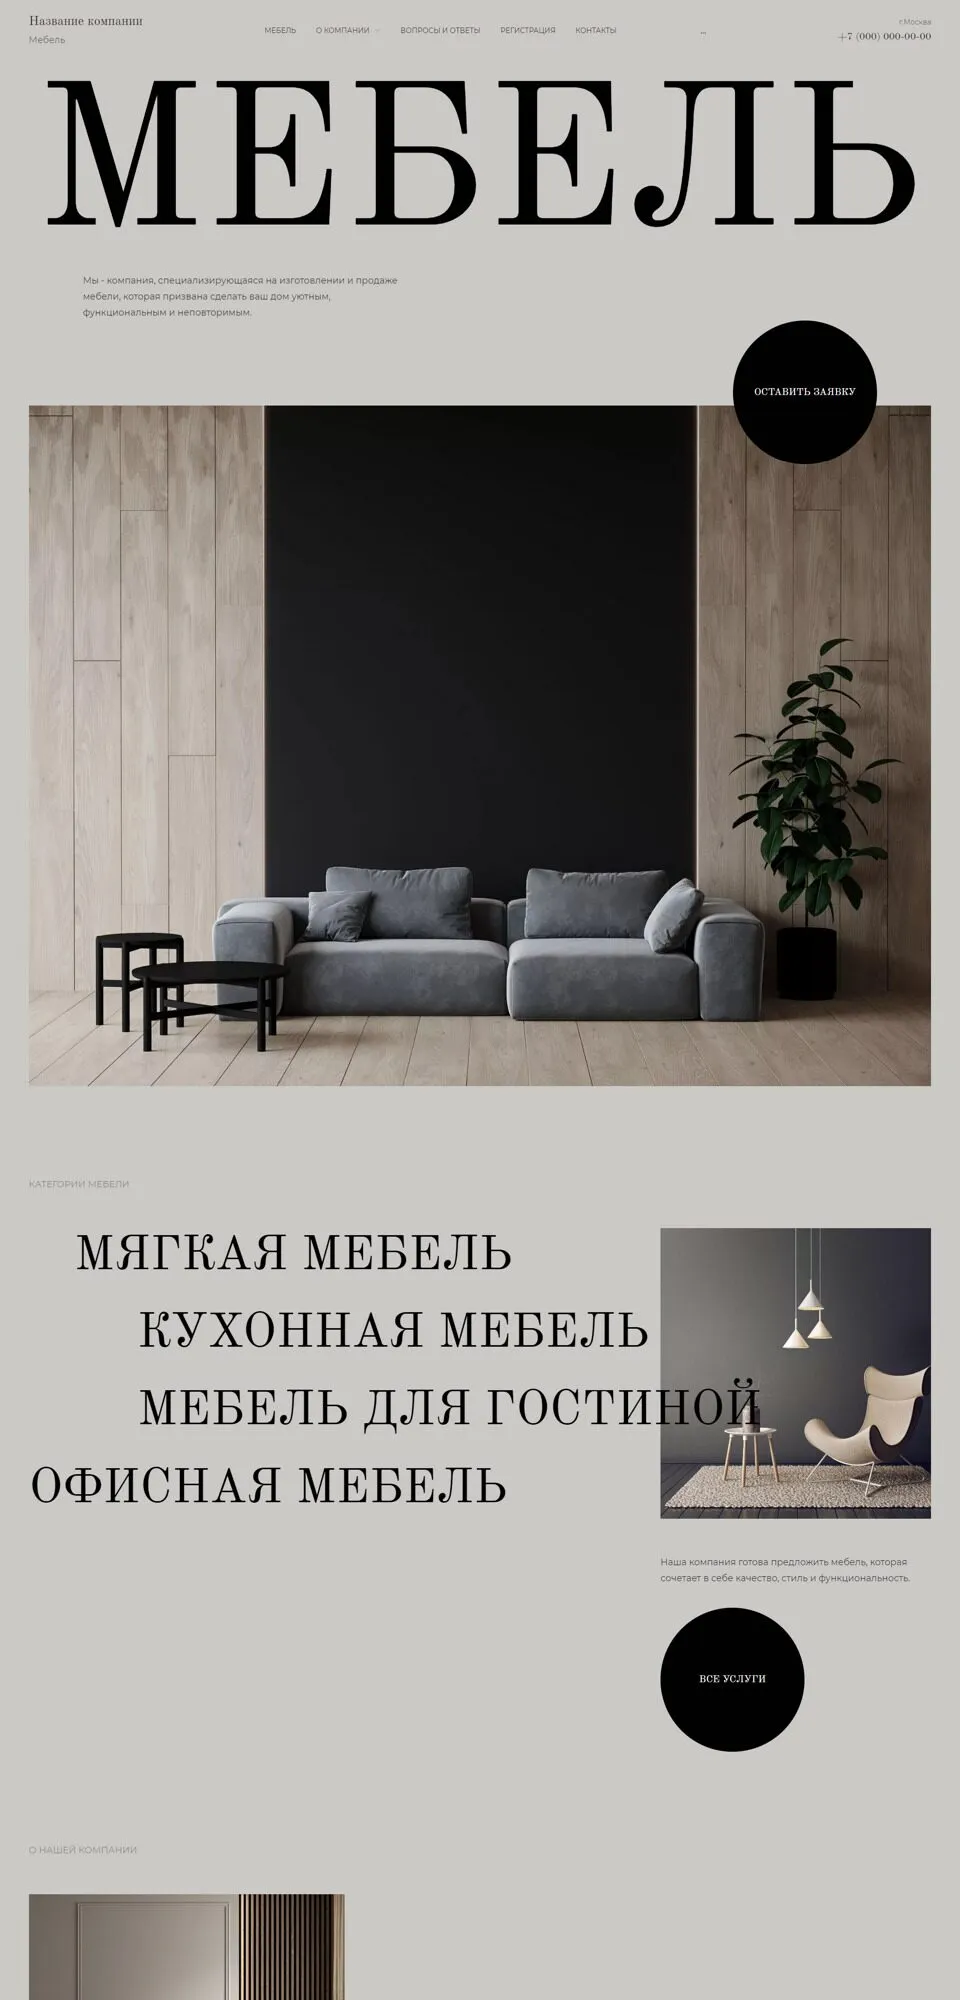 Название компании
Мебель
МЕБЕЛЬ
О КОМПАНИИ
ВОПРОСЫ И ОТВЕТЫ
РЕГИСТРАЦИЯ
КОНТАКТЫ
...
г.Москва
+7 (000) 000-00-00
МЕБЕЛЬ
Мы - компания, специализирующаяся на изготовлении и продаже
мебели, которая призвана сделать ваш дом уютным,
функциональным и неповторимым.
ОСТАВИТЬ ЗАЯВКУ
КАТЕГОРИИ МЕБЕЛИ
МЯГКАЯ МЕБЕЛЬ
КУХОННАЯ МЕБЕЛЬ
МЕБЕЛЬ ДЛЯ ГОСТИНОЙ
ОФИСНАЯ МЕБЕЛЬ
Наша компания готова предложить мебель, которая
сочетает в себе качество, стиль и функциональность.
ВСЕ УСЛУГИ
О НАШЕЙ КОМПАНИИ